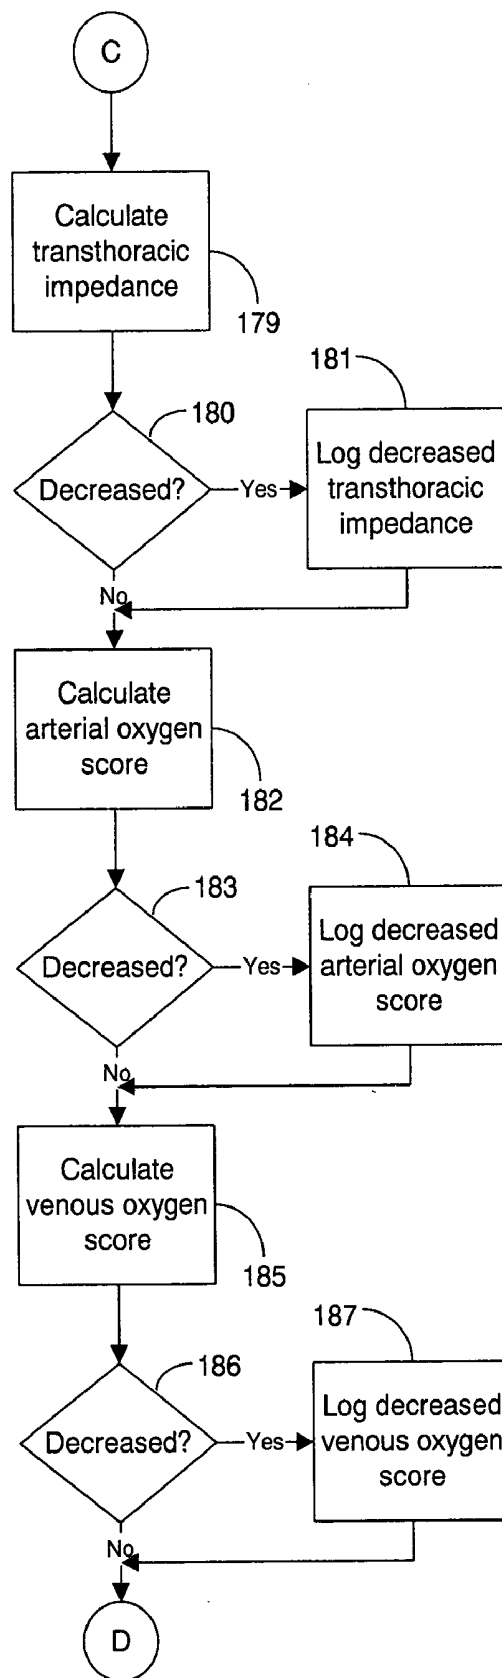 C
Calculate
transthoracic
impedance
179
180
Decreased?
Yes
181
Log decreased
transthoracic
impedance
No
Calculate
arterial oxygen
score
182
183
Decreased?
Yes
184
Log decreased
arterial oxygen
score
No
Calculate
venous oxygen
score
185
186
Decreased?
Yes
187
Log decreased
venous oxygen
score
No
D